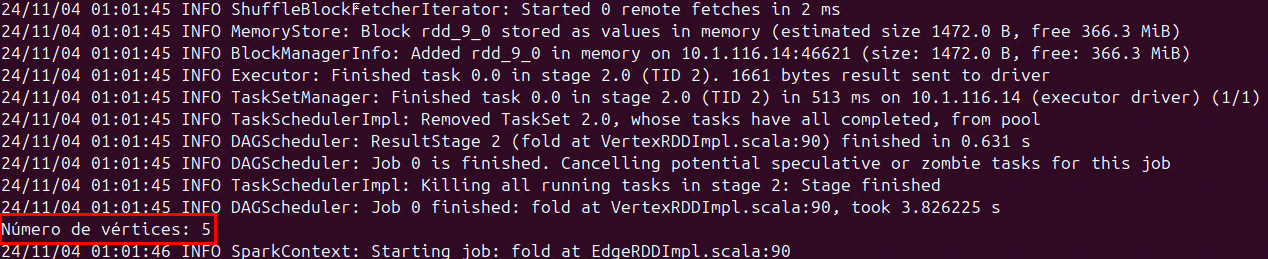 24/11/04 01:01:45 INFO ShuffleBlockFetcherIterator: Started 0 remote fetches in 2 ms
24/11/04 01:01:45 INFO MemoryStore: Block rdd_9_0 stored as values in memory (estimated size 1472.0 B, free 366.3 MiB)
24/11/04 01:01:45 INFO BlockManagerInfo: Added rdd_9_0 in memory on 10.1.116.14:46621 (size: 1472.0 B, free: 366.3 MiB)
24/11/04 01:01:45 INFO Executor: Finished task 0.0 in stage 2.0 (TID 2). 1661 bytes result sent to driver
24/11/04 01:01:45 INFO TaskSetManager: Finished task 0.0 in stage 2.0 (TID 2) in 513 ms on 10.1.116.14 (executor driver) (1/1)
24/11/04 01:01:45 INFO TaskSchedulerImpl: Removed TaskSet 2.0, whose tasks have all completed, from pool
24/11/04 01:01:45 INFO DAGScheduler: ResultStage 2 (fold at VertexRDDImpl.scala:90) finished in 0.631 s
24/11/04 01:01:45 INFO DAGScheduler: Job 0 is finished. Cancelling potential speculative or zombie tasks for this job
24/11/04 01:01:45 INFO TaskSchedulerImpl: Killing all running tasks in stage 2: Stage finished
24/11/04 01:01:45 INFO DAGScheduler: Job 0 finished: fold at VertexRDDImpl.scala:90, took 3.826225 s
Número de vértices: 5
24/11/04 01:01:46 INFO SparkContext: Starting job: fold at EdgeRDDImpl.scala:90